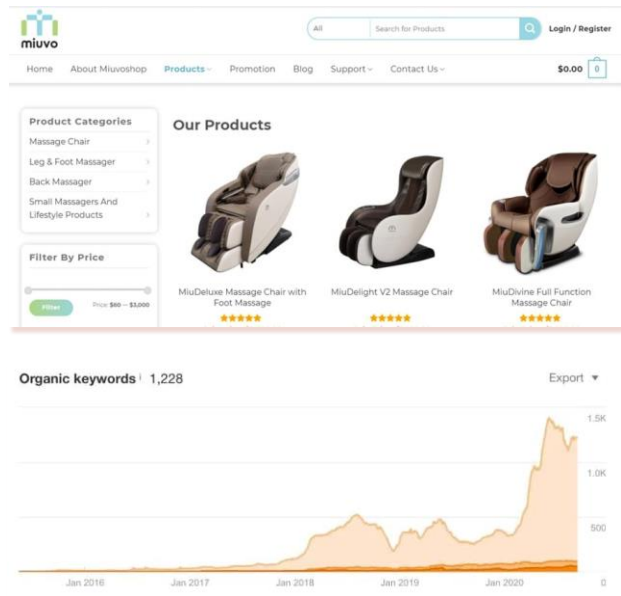 miuvo
All
Search for Products
Login / Register
Home
About Miuvoshop
Products
Promotion
Blog
Support
Contact Us
$0.00
0
Product Categories
Massage Chair
Leg & Foot Massager
Back Massager
Small Massagers And
Lifestyle Products
Filter By Price
Filter
Price: $80 — $3,000
Our Products
MiuDeluxe Massage Chair with
Foot Massage
MiuDelight V2 Massage Chair
MiuDivine Full Function
Massage Chair
Organic keywords i 1,228
Export
1.5K
1.0K
500
0
Jan 2016
Jan 2017
Jan 2018
Jan 2019
Jan 2020